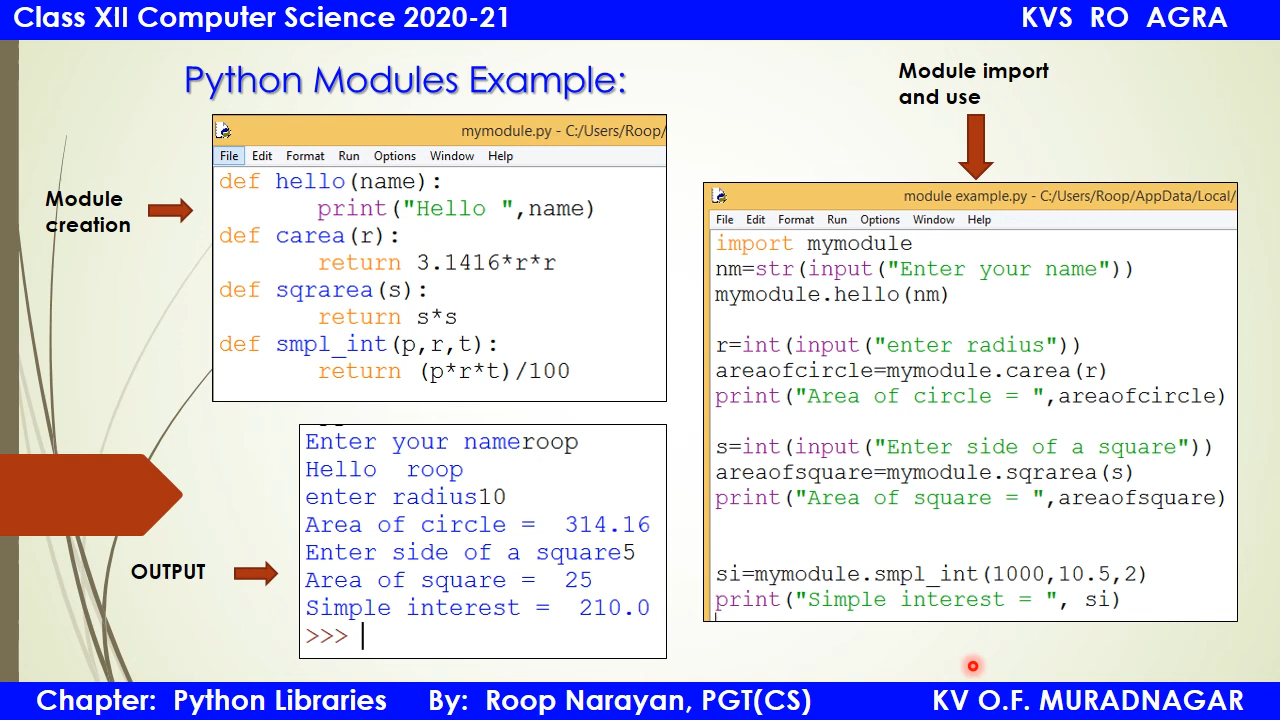 Class XII Computer Science 2020-21
KVS RO AGRA
Python Modules Example:
Module import
and use
Module
creation
mymodule.py - C:/Users/Roop/
File Edit Format Run Options Window Help
def hello(name):
print("Hello ",name)
def carea(r):
return 3.1416*r*r
def sqrarea(s):
return s*s
def smpl_int(p,r,t):
return (p*r*t)/100
module example.py - C:/Users/Roop/AppData/Local/
File Edit Format Run Options Window Help
import mymodule
nm=str(input("Enter your name"))
mymodule.hello(nm)
r=int(input("enter radius"))
areaofcircle=mymodule.carea(r)
print("Area of circle = ",areaofcircle)
s=int(input("Enter side of a square"))
areaofsquare=mymodule.sqrarea(s)
print("Area of square = ",areaofsquare)
si=mymodule.smpl_int(1000,10.5,2)
print("Simple interest = ", si)
OUTPUT
Enter your nameroop
Hello  roop
enter radius10
Area of circle =  314.16
Enter side of a square5
Area of square =  25
Simple interest =  210.0
>>>
Chapter: Python Libraries
By: Roop Narayan, PGT(CS)
KV O.F. MURADNAGAR